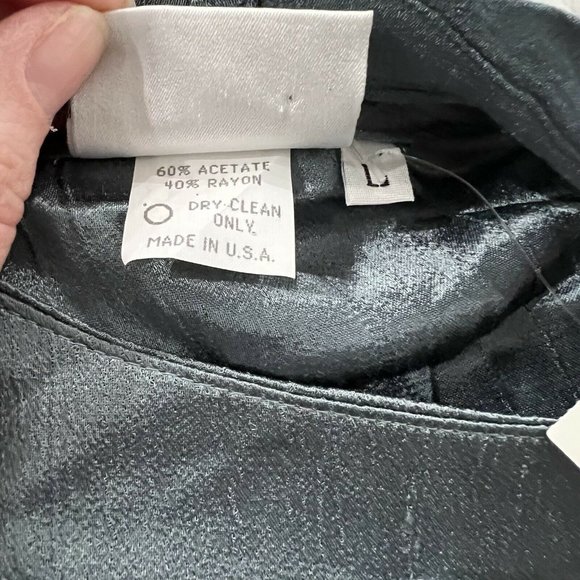 60% ACETATE
40% RAYON
DRY CLEAN
ONLY.
MADE IN U.S.A.
L